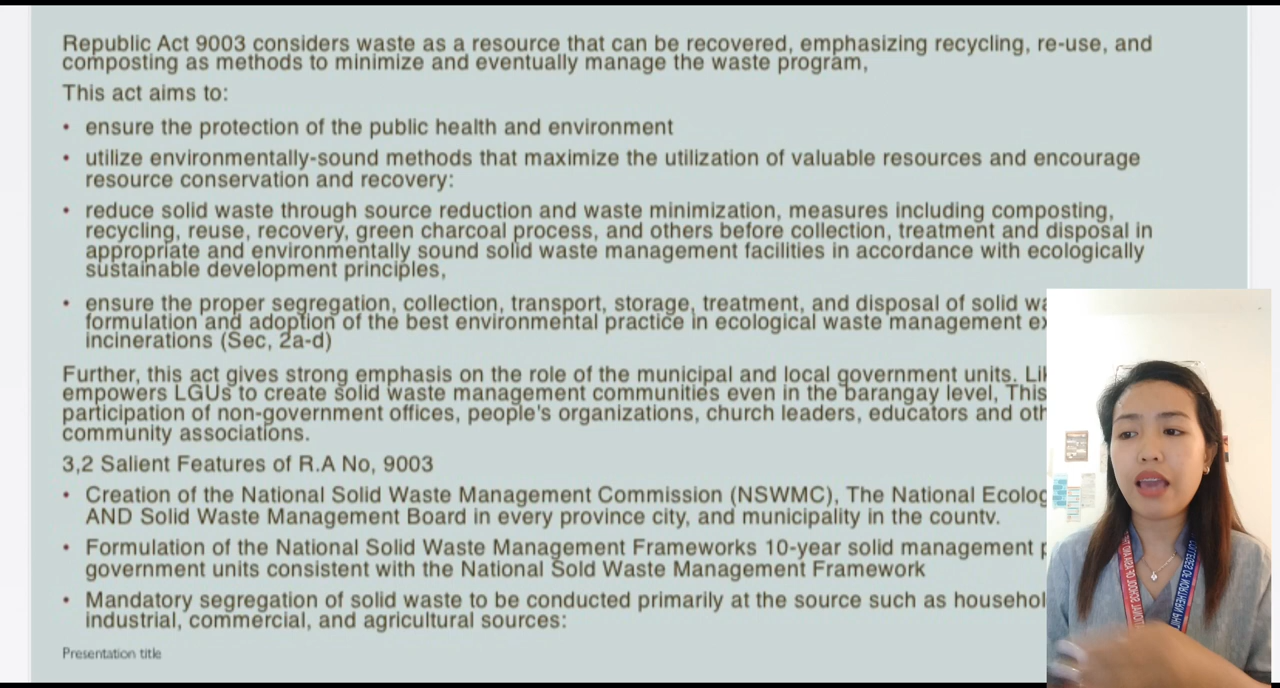 Republic Act 9003 considers waste as a resource that can be recovered, emphasizing recycling, re-use, and
composting as methods to minimize and eventually manage the waste program,
This act aims to:
• ensure the protection of the public health and environment
• utilize environmentally-sound methods that maximize the utilization of valuable resources and encourage
resource conservation and recovery:
• reduce solid waste through source reduction and waste minimization, measures including composting,
recycling, reuse, recovery, green charcoal process, and others before collection, treatment and disposal in
appropriate and environmentally sound solid waste management facilities in accordance with ecologically
sustainable development principles,
• ensure the proper segregation, collection, transport, storage, treatment, and disposal of solid wa
formulation and adoption of the best environmental practice in ecological waste management ex
incinerations (Sec, 2a-d)
Further, this act gives strong emphasis on the role of the municipal and local government units. Lik
empowers LGUs to create solid waste management communities even in the barangay level, This
participation of non-government offices, people's organizations, church leaders, educators and oth
community associations.
3,2 Salient Features of R.A No, 9003
• Creation of the National Solid Waste Management Commission (NSWMC), The National Ecolog
AND Solid Waste Management Board in every province city, and municipality in the countv.
• Formulation of the National Solid Waste Management Frameworks 10-year solid management p
government units consistent with the National Sold Waste Management Framework
• Mandatory segregation of solid waste to be conducted primarily at the source such as househol
industrial, commercial, and agricultural sources:
Presentation title